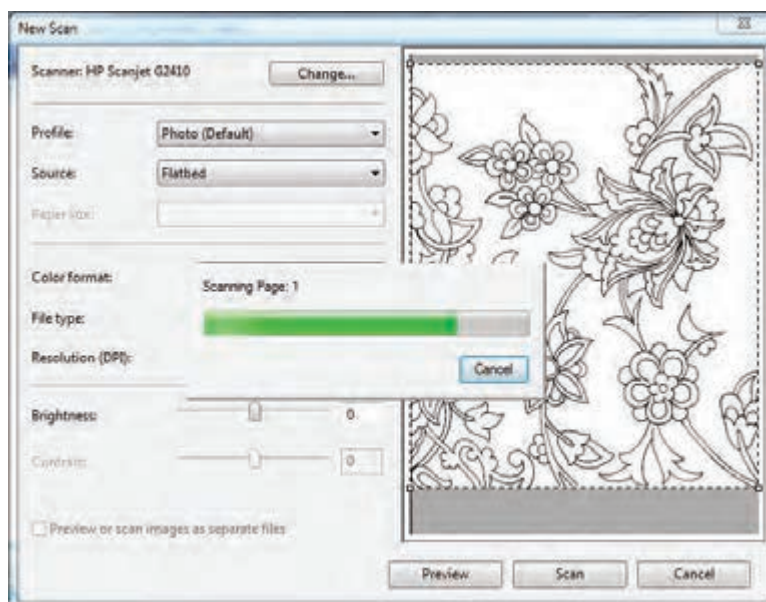 New Scan
Scanner: HP Scanjet G2410
Change...
Profile:
Photo (Default)
Source:
Flatbed
Paper size:
Color format:
Scanning Page: 1
File type:
Resolution (DPI):
Cancel
Brightness:
0
Contrast:
0
Preview or scan images as separate files
Preview
Scan
Cancel